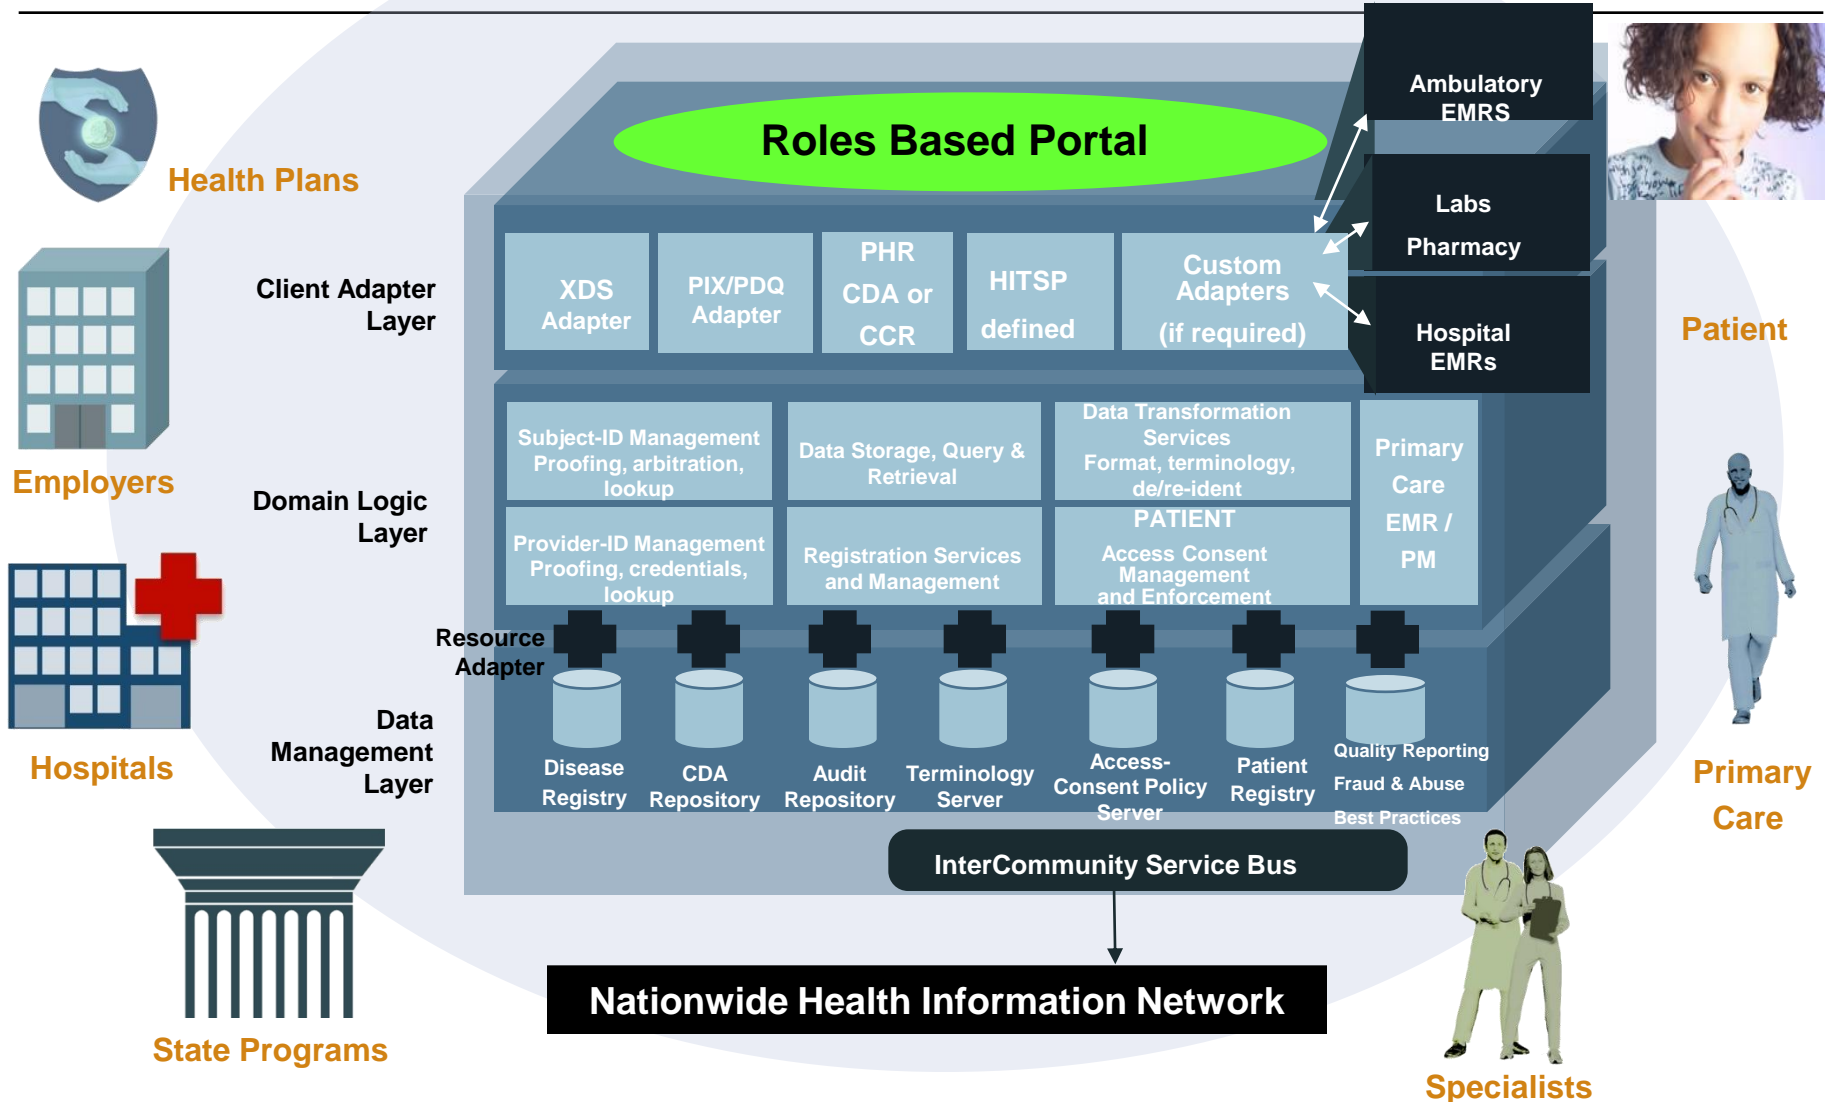 Roles Based Portal
Ambulatory
EMRS
Labs
Pharmacy
Hospital
EMRs
Health Plans
Employers
Hospitals
State Programs
Patient
Primary
Care
Specialists
Client Adapter
Layer
XDS
Adapter
PIX/PDQ
Adapter
PHR
CDA or
CCR
HITSP
defined
Custom
Adapters
(if required)
Domain Logic
Layer
Subject-ID Management
Proofing, arbitration,
lookup
Data Storage, Query &
Retrieval
Data Transformation
Services
Format, terminology,
de/re-ident
Primary
Care
EMR /
PM
Provider-ID Management
Proofing, credentials,
lookup
Registration Services
and Management
PATIENT
Access Consent
Management
and Enforcement
Resource
Adapter
Data
Management
Layer
Disease
Registry
CDA
Repository
Audit
Repository
Terminology
Server
Access-
Consent Policy
Server
Patient
Registry
Quality Reporting
Fraud & Abuse
Best Practices
InterCommunity Service Bus
Nationwide Health Information Network